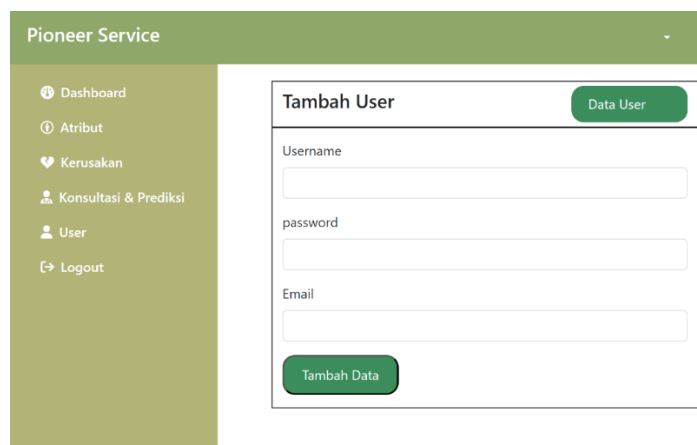 Pioneer Service
Dashboard
Atribut
Kerusakan
Konsultasi & Prediksi
User
Logout
Tambah User
Data User
Username
password
Email
Tambah Data